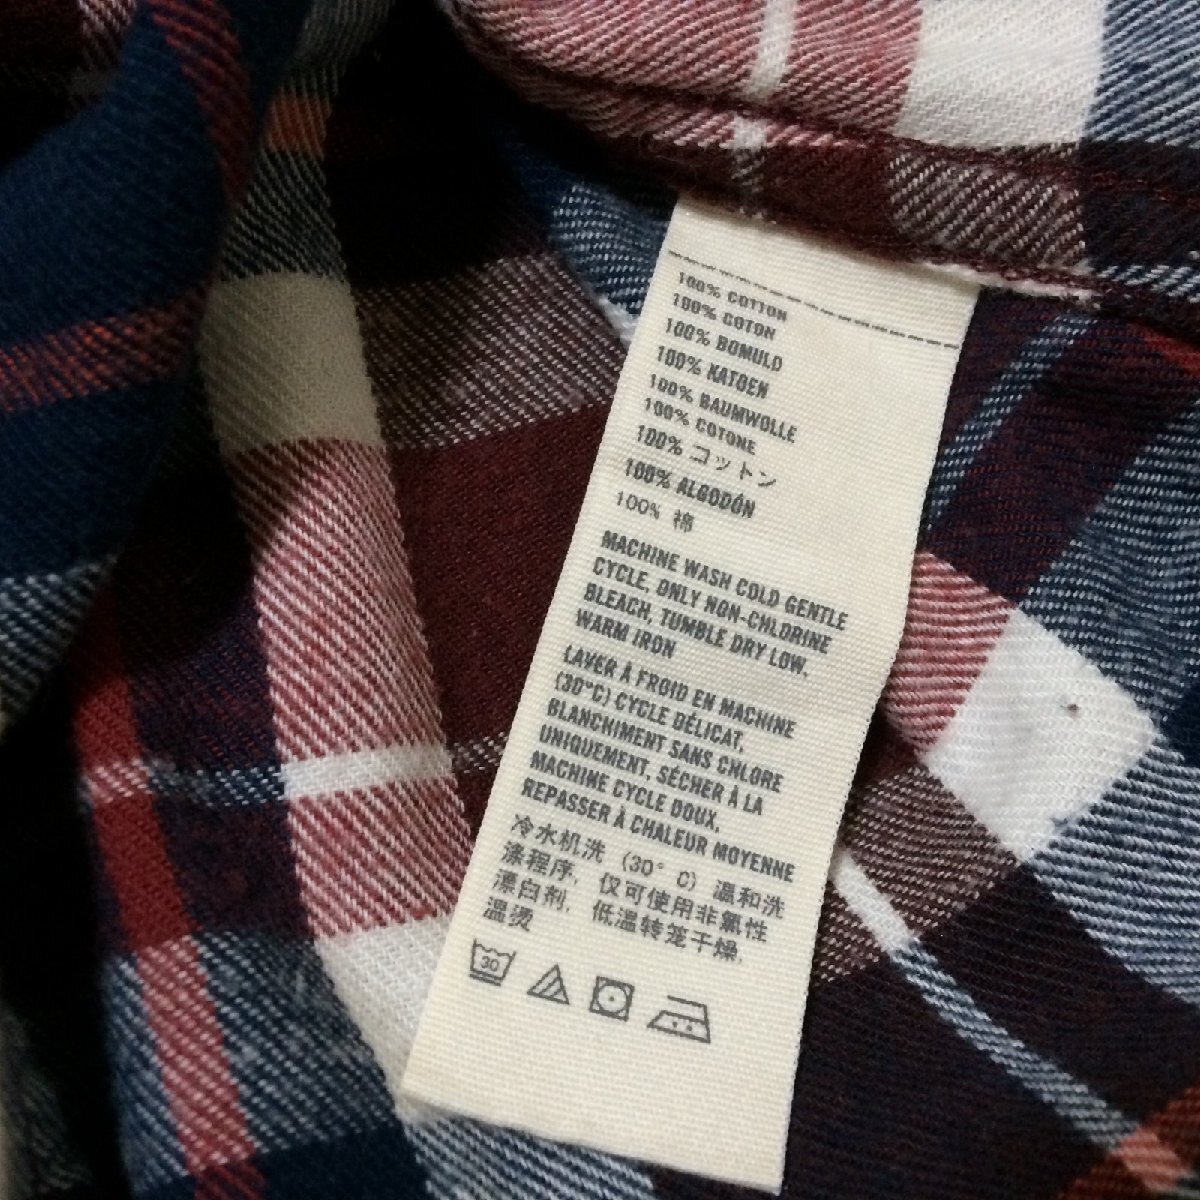 100% COTTON
100% COTON
100% BOMULD
100% KATOEN
100% BAUMWOLLE
100% COTONE
100% コットン
100% ALGODÓN
100% 棉
MACHINE WASH COLD GENTLE
CYCLE, ONLY NON-CHLORINE
BLEACH, TUMBLE DRY LOW,
WARM IRON
LAVER À FROID EN MACHINE
(30°C) CYCLE DÉLICAT,
BLANCHIMENT SANS CHLORE
UNIQUEMENT, SÉCHER À LA
MACHINE CYCLE DOUX,
REPASSER À CHALEUR MOYENNE
冷水机洗 (30° C) 温和洗
涤程序, 仅可使用非氯性
漂白剂, 低温转笼干燥,
温烫
30